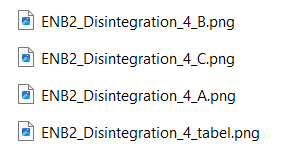 ENB2_Disintegration_4_B.png
ENB2_Disintegration_4_C.png
ENB2_Disintegration_4_A.png
ENB2_Disintegration_4_tabel.png